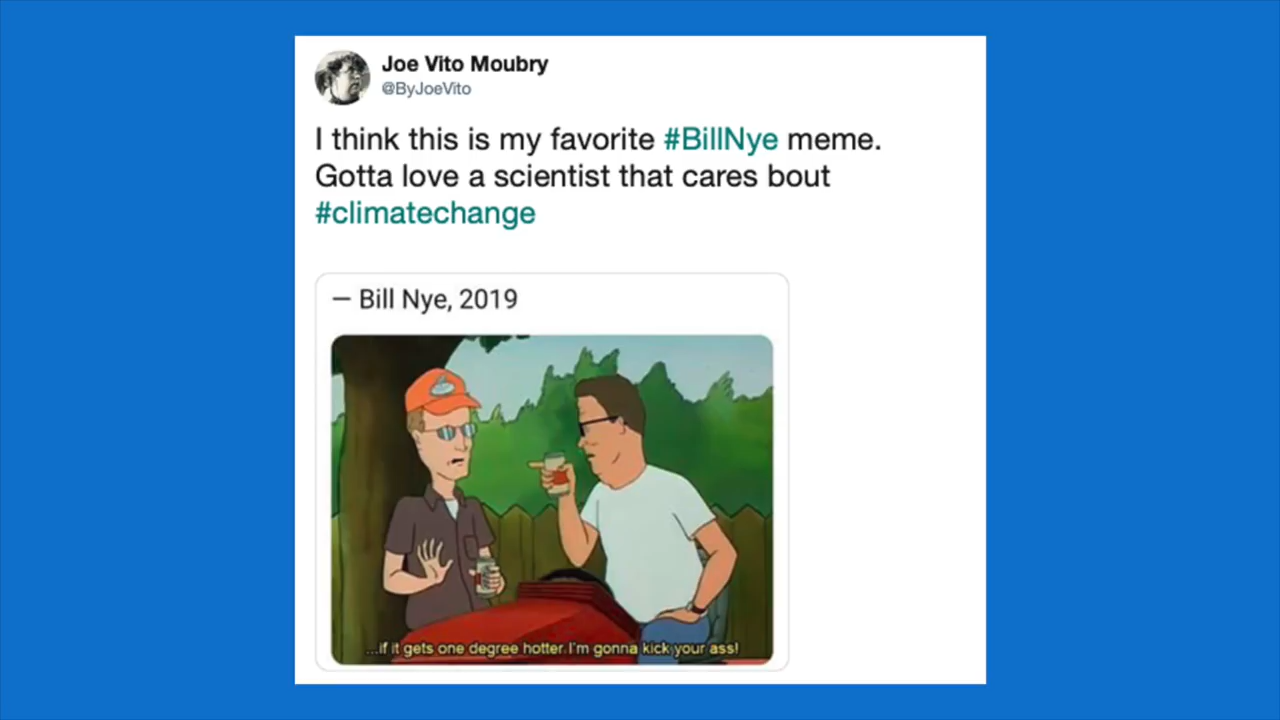 Joe Vito Moubry
@ByJoeVito
I think this is my favorite #BillNye meme.
Gotta love a scientist that cares bout
#climatechange
— Bill Nye, 2019
...if it gets one degree hotter I'm gonna kick your ass!